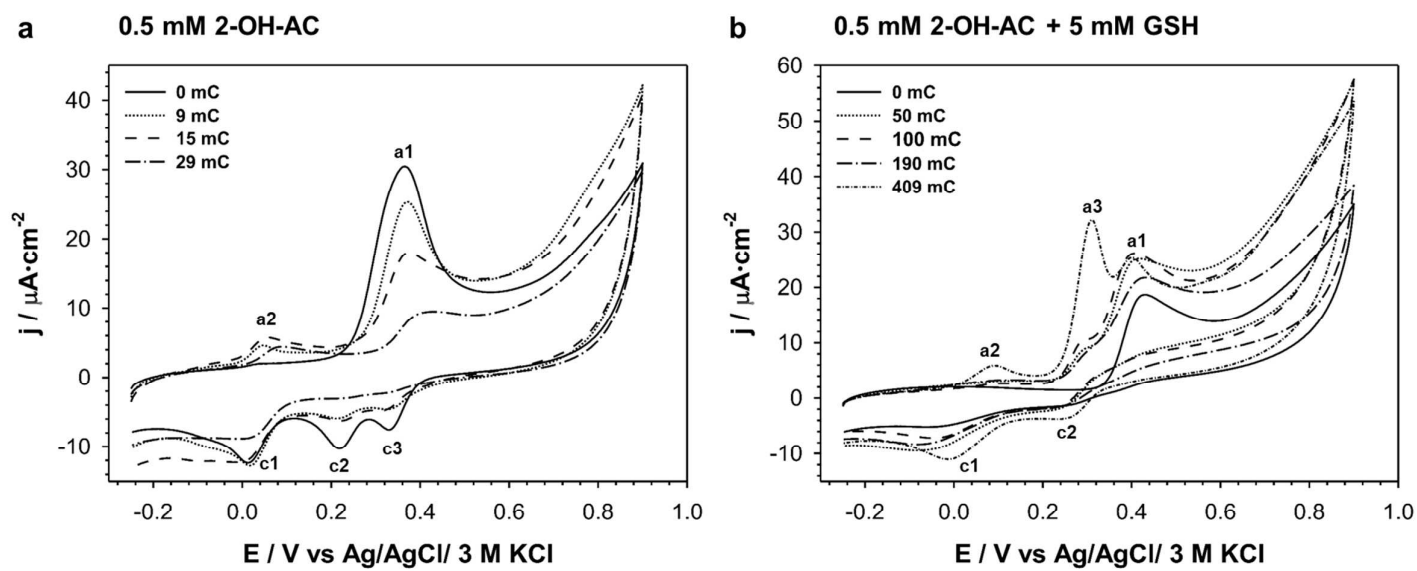 a
0.5 mM 2-OH-AC
0 mC
9 mC
15 mC
29 mC
a1
a2
c1
c2
c3
40
30
20
10
0
-10
j / µA·cm-2
-0.2
0.0
0.2
0.4
0.6
0.8
1.0
E / V vs Ag/AgCl/ 3 M KCl
b
0.5 mM 2-OH-AC + 5 mM GSH
0 mC
50 mC
100 mC
190 mC
409 mC
a3
a1
a2
c2
c1
60
50
40
30
20
10
0
-10
j / µA·cm-2
-0.2
0.0
0.2
0.4
0.6
0.8
1.0
E / V vs Ag/AgCl/ 3 M KCl